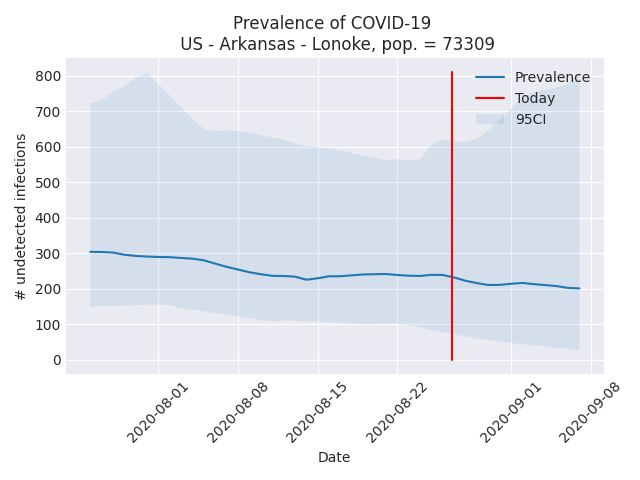 Prevalence of COVID-19
US - Arkansas - Lonoke, pop. = 73309
# undetected infections
800
700
600
500
400
300
200
100
0
Prevalence
Today
95CI
2020-08-01
2020-08-08
2020-08-15
2020-08-22
2020-09-01
2020-09-08
Date